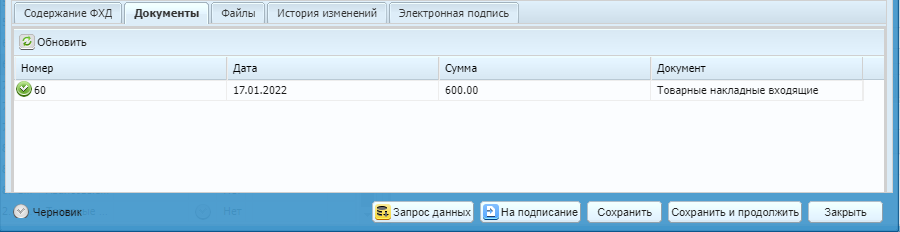 Содержание ФХД Документы Файлы История изменений Электронная подпись
Обновить
Номер Дата Сумма Документ
60 17.01.2022 600.00 Товарные накладные входящие
Черновик Нет Запрос данных На подписание Сохранить Сохранить и продолжить Закрыть